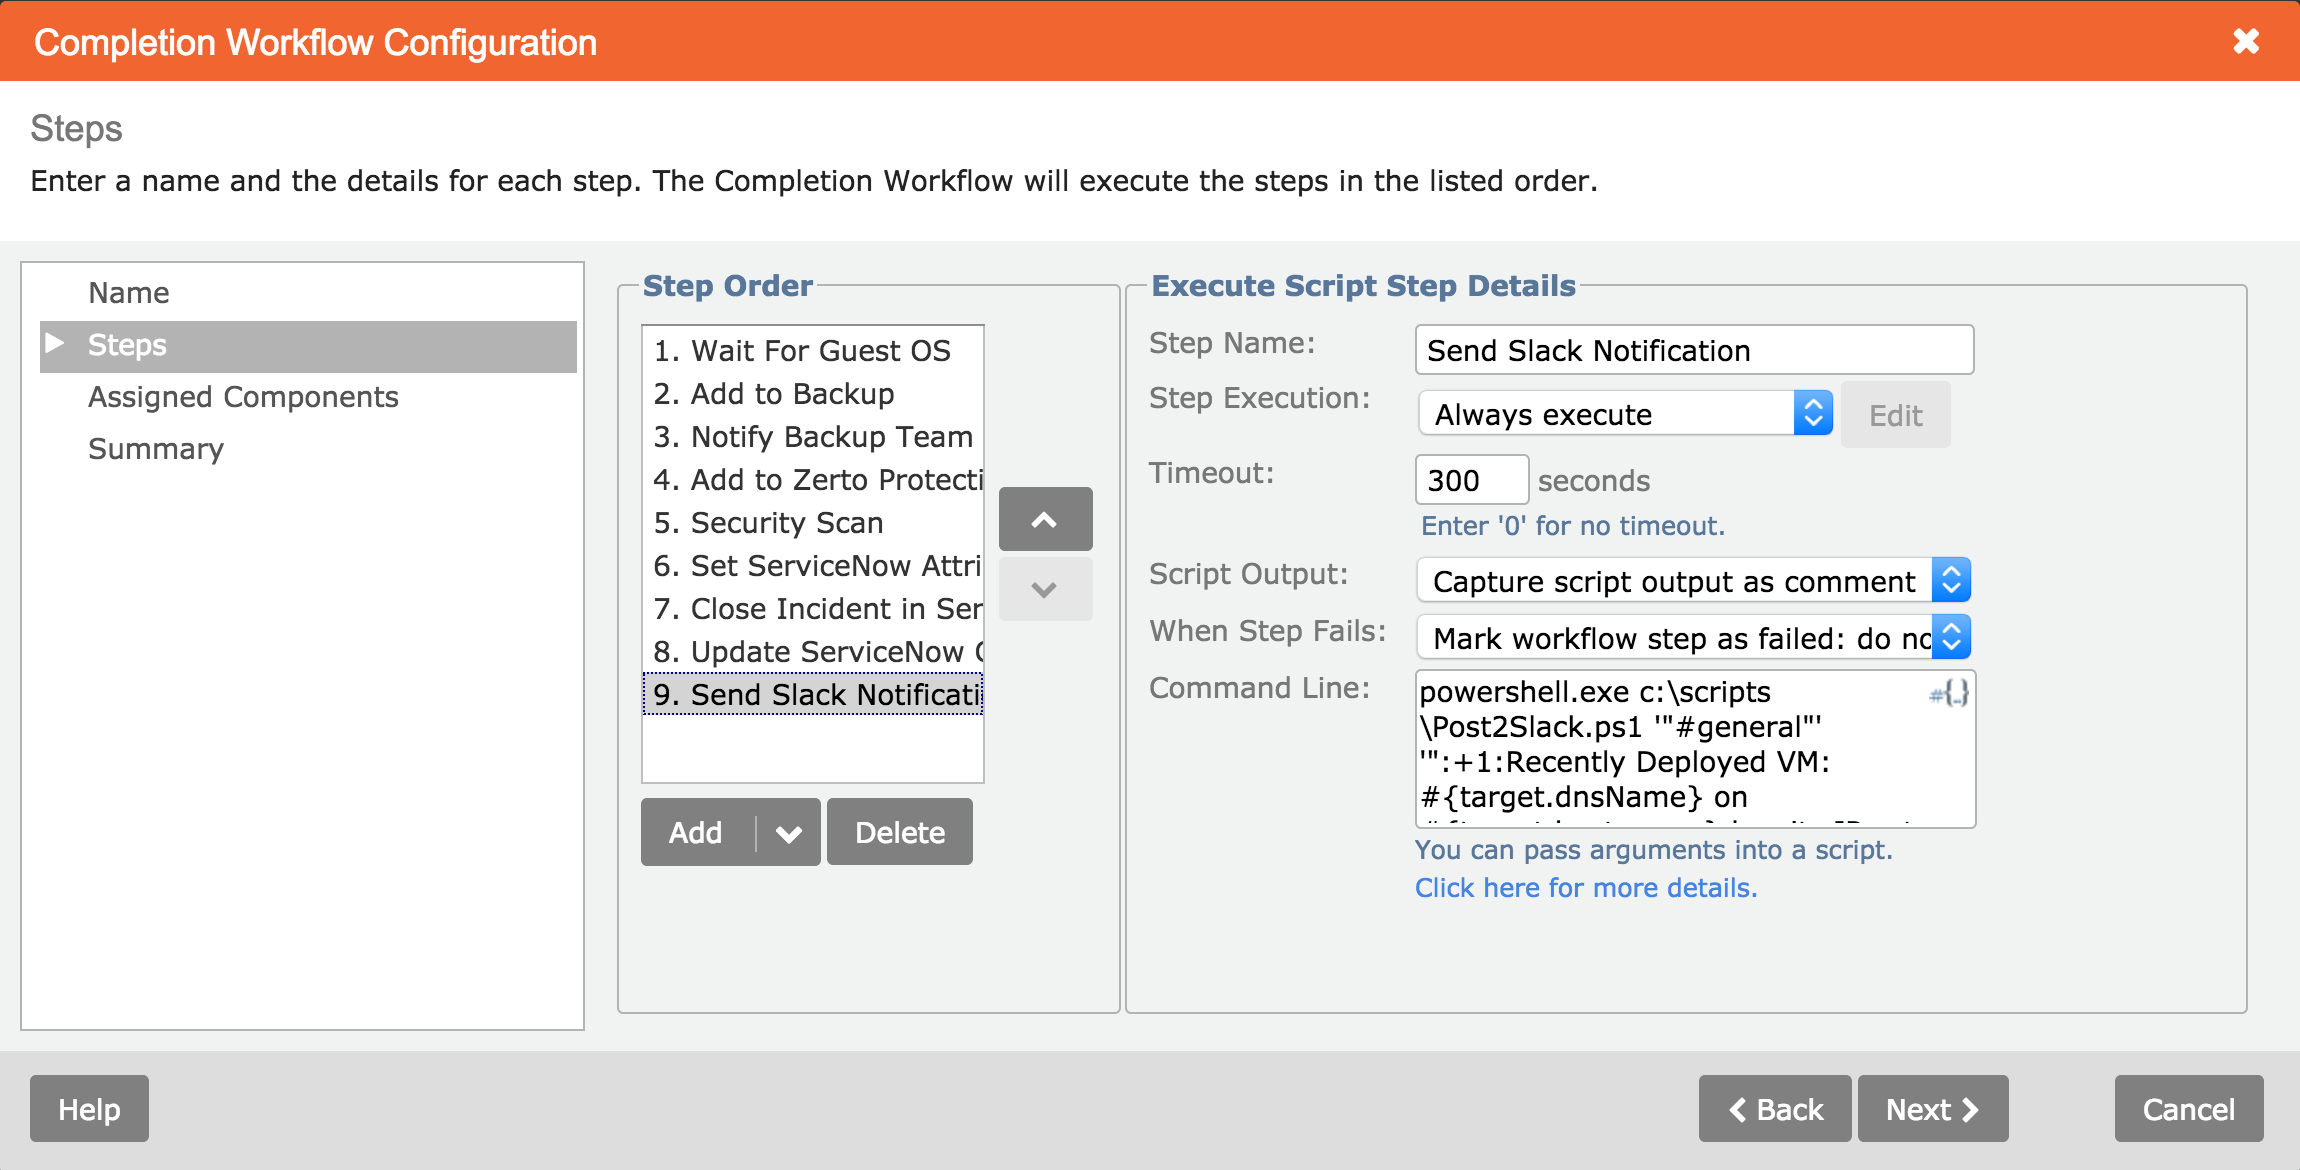 Completion Workflow Configuration
Steps
Enter a name and the details for each step. The Completion Workflow will execute the steps in the listed order.
Name
Steps
Assigned Components
Summary
Step Order
1. Wait For Guest OS
2. Add to Backup
3. Notify Backup Team
4. Add to Zerto Protecti
5. Security Scan
6. Set ServiceNow Attri
7. Close Incident in Ser
8. Update ServiceNow
9. Send Slack Notificati
Add
Delete
Execute Script Step Details
Step Name:
Send Slack Notification
Step Execution:
Always execute
Edit
Timeout:
300
seconds
Enter '0' for no timeout.
Script Output:
Capture script output as comment
When Step Fails:
Mark workflow step as failed: do no
Command Line:
powershell.exe c:\scripts
\Post2Slack.ps1 '"#general"'
'":+1:Recently Deployed VM:
#{target.dnsName} on
You can pass arguments into a script.
Click here for more details.
Help
Back
Next
Cancel